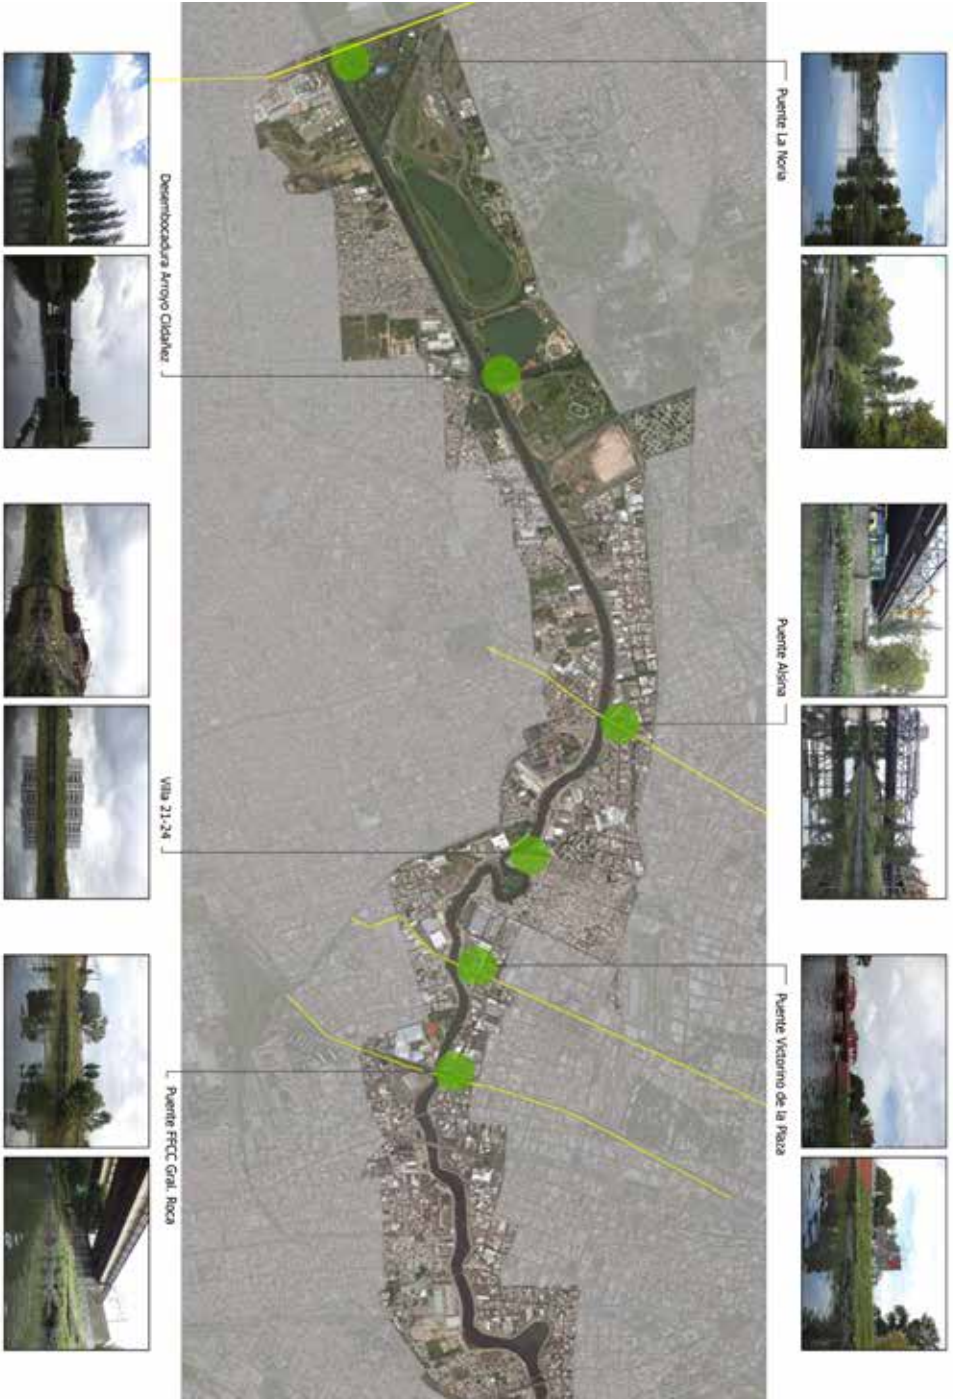 Puente La Noria
Puente Alsina
Puente Victorino de la Plaza
Desembocadura Arroyo Cildañez
Villa 21-24
Puente FFCC Gral. Roca